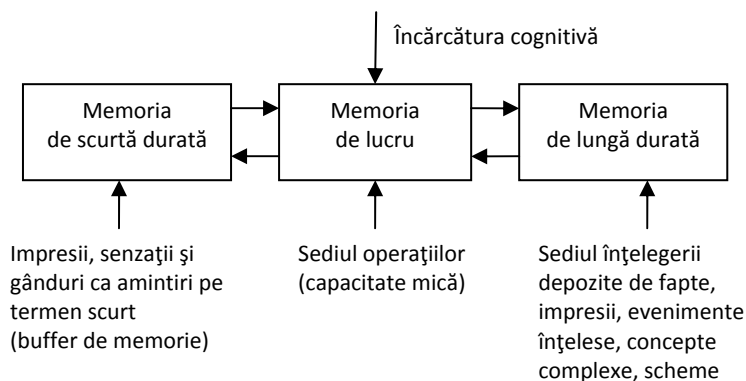 Încărcătura cognitivă
Memoria
de scurtă durată
Memoria
de lucru
Memoria
de lungă durată
Impresii, senzaţii şi
gânduri ca amintiri pe
termen scurt
(buffer de memorie)
Sediul operaţiilor
(capacitate mică)
Sediul înţelegerii
depozite de fapte,
impresii, evenimente
înţelese, concepte
complexe, scheme